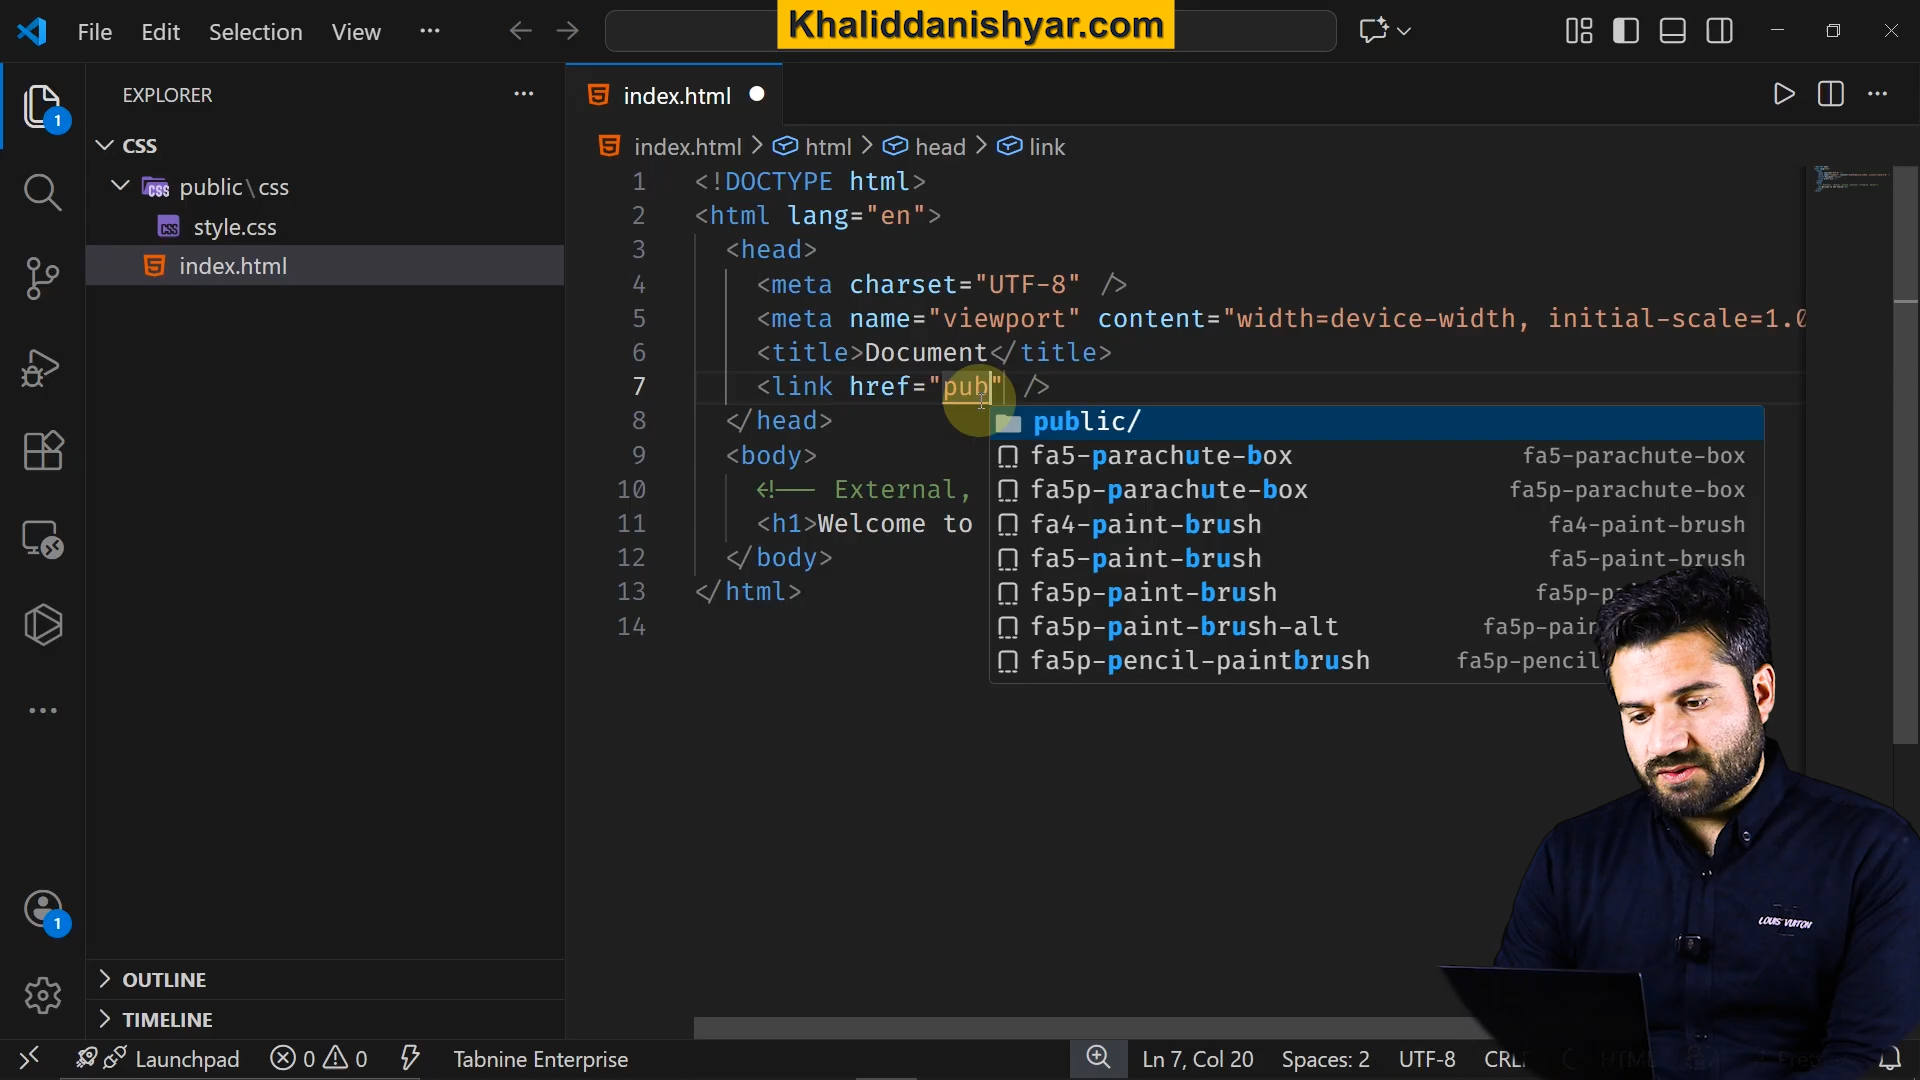 File Edit Selection View ...
Khaliddanishyar.com
EXPLORER
CSS
public\css
style.css
index.html
OUTLINE
TIMELINE
index.html
index.html > html > head > link
1 <!DOCTYPE html>
2 <html lang="en">
3 <head>
4 <meta charset="UTF-8" />
5 <meta name="viewport" content="width=device-width, initial-scale=1.0
6 <title>Document</title>
7 <link href="pub" />
8 </head>
9 <body>
10 <!-- External,
11 <h1>Welcome to
12 </body>
13 </html>
14
public/
fa5-parachute-box fa5-parachute-box
fa5p-parachute-box fa5p-parachute-box
fa4-paint-brush fa4-paint-brush
fa5-paint-brush fa5-paint-brush
fa5p-paint-brush
fa5p-paint-brush-alt
fa5p-pencil-paintbrush
LOUIS VUITTON
1
1
Launchpad 0 0 Tabnine Enterprise
Ln 7, Col 20 Spaces: 2 UTF-8